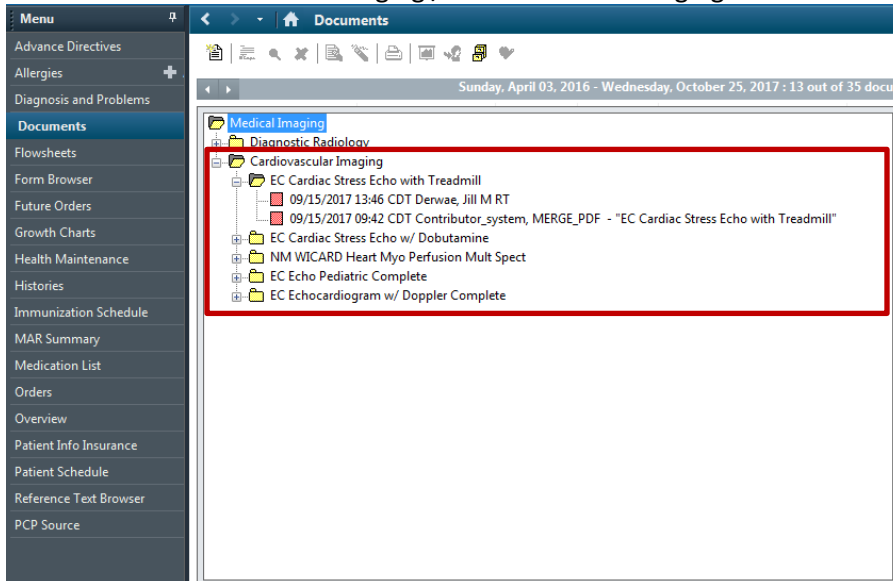 Menu
Documents
Advance Directives
Allergies
Diagnosis and Problems
Documents
Flowsheets
Form Browser
Future Orders
Growth Charts
Health Maintenance
Histories
Immunization Schedule
MAR Summary
Medication List
Orders
Overview
Patient Info Insurance
Patient Schedule
Reference Text Browser
PCP Source
Sunday, April 03, 2016 - Wednesday, October 25, 2017 : 13 out of 35 docu
Medical Imaging
Diagnostic Radiology
Cardiovascular Imaging
EC Cardiac Stress Echo with Treadmill
09/15/2017 13:46 CDT Derwae, Jill M RT
09/15/2017 09:42 CDT Contributor_system, MERGE_PDF - "EC Cardiac Stress Echo with Treadmill"
EC Cardiac Stress Echo w/ Dobutamine
NM WICARD Heart Myo Perfusion Mult Spect
EC Echo Pediatric Complete
EC Echocardiogram w/ Doppler Complete